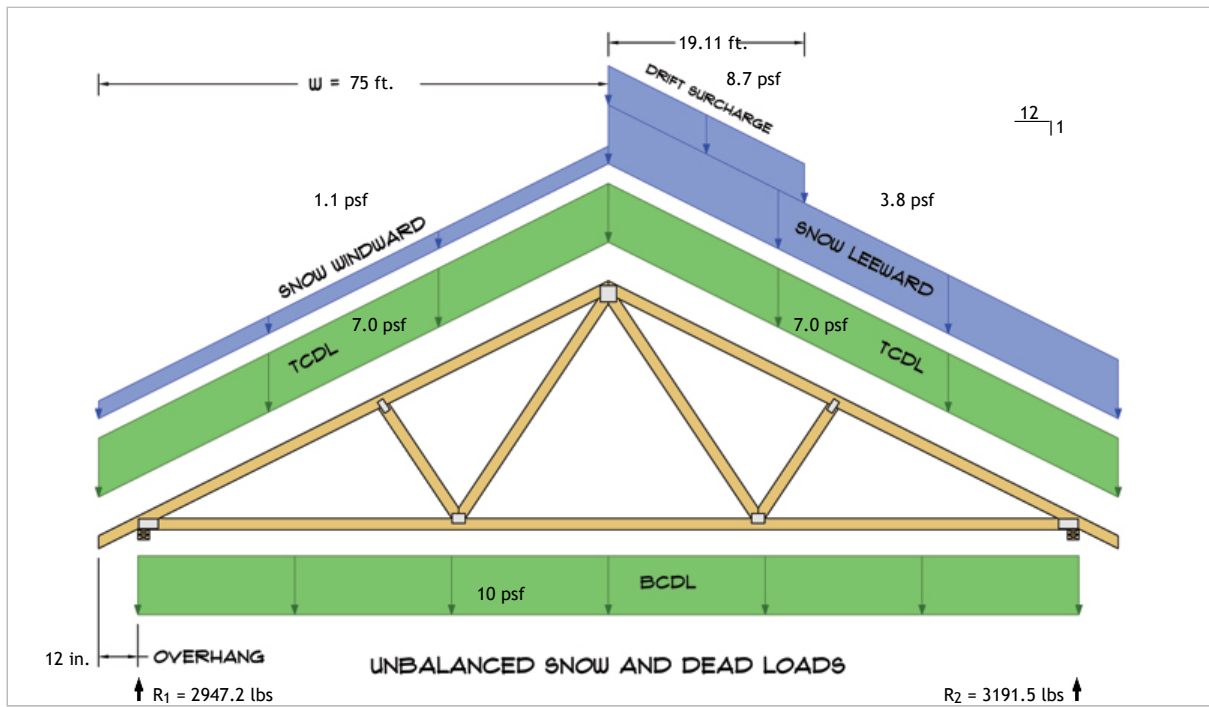 19.11 ft.
W = 75 ft.
DRIFT SURCHARGE
8.7 psf
12
1
1.1 psf
3.8 psf
SNOW WINDWARD
SNOW LEEWARD
7.0 psf
7.0 psf
TCDL
TCDL
10 psf
BCDL
12 in.
OVERHANG
UNBALANCED SNOW AND DEAD LOADS
R1 = 2947.2 lbs
R2 = 3191.5 lbs